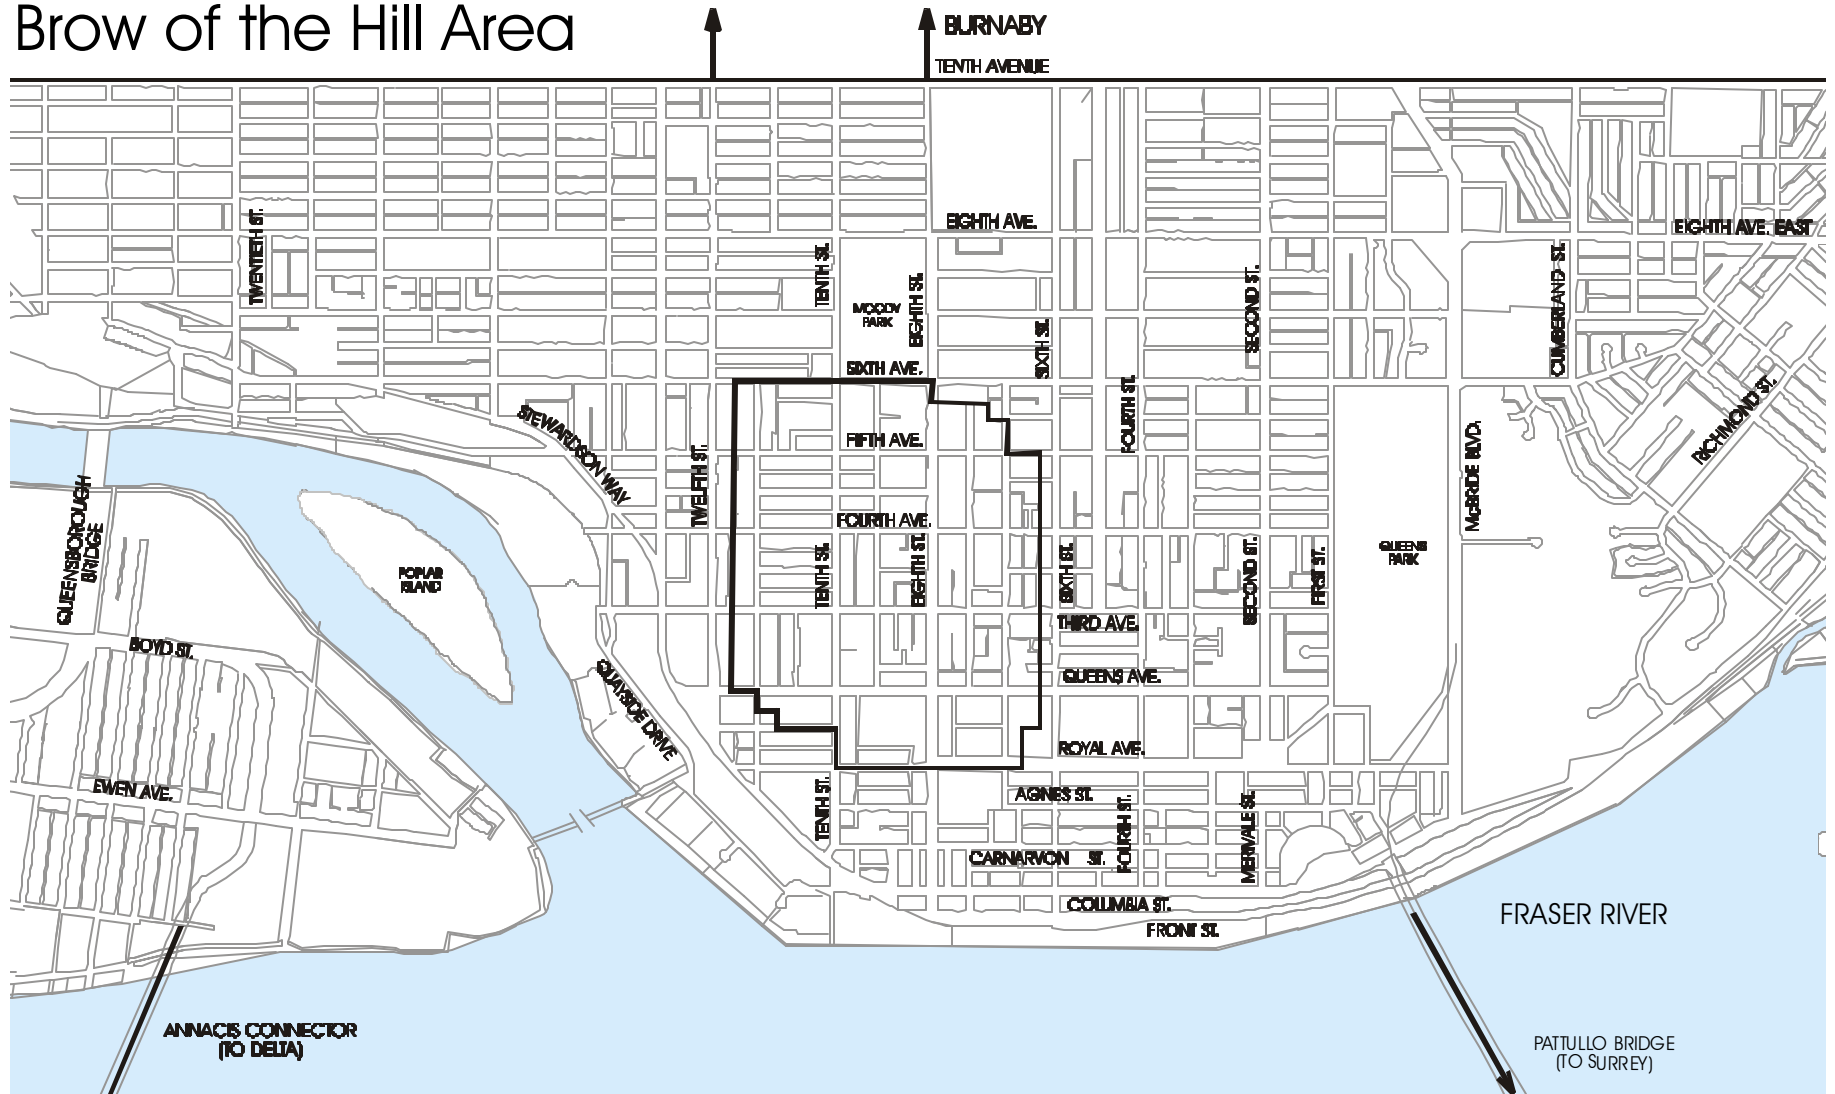 Brow of the Hill Area
BURNABY
TENTH AVENUE
EIGHTH AVE.
EIGHTH AVE. EAST
TWENTIETH ST.
TENTH ST.
EIGHTH ST.
SECOND ST.
CUMBERLAND ST.
MOODY
PARK
SIXTH ST.
SIXTH AVE.
FOURTH ST.
RICHMOND ST.
STEWARDSON WAY
FIFTH AVE.
TWELFTH ST.
McBRIDE BLVD.
QUEENSBOROUGH
BRIDGE
FOURTH AVE.
POPLAR
ISLAND
TENTH ST.
EIGHTH ST.
SIXTH ST.
SECOND ST.
FIRST ST.
QUEENS
PARK
BOYD ST.
THIRD AVE.
QUEENS AVE.
QUAYSIDE DRIVE
ROYAL AVE.
EWEN AVE.
TENTH ST.
AGNES ST.
FOURTH ST.
MERIVALE ST.
CARNARVON ST.
COLUMBIA ST.
FRONT ST.
FRASER RIVER
ANNACIS CONNECTOR
(TO DELTA)
PATTULLO BRIDGE
(TO SURREY)